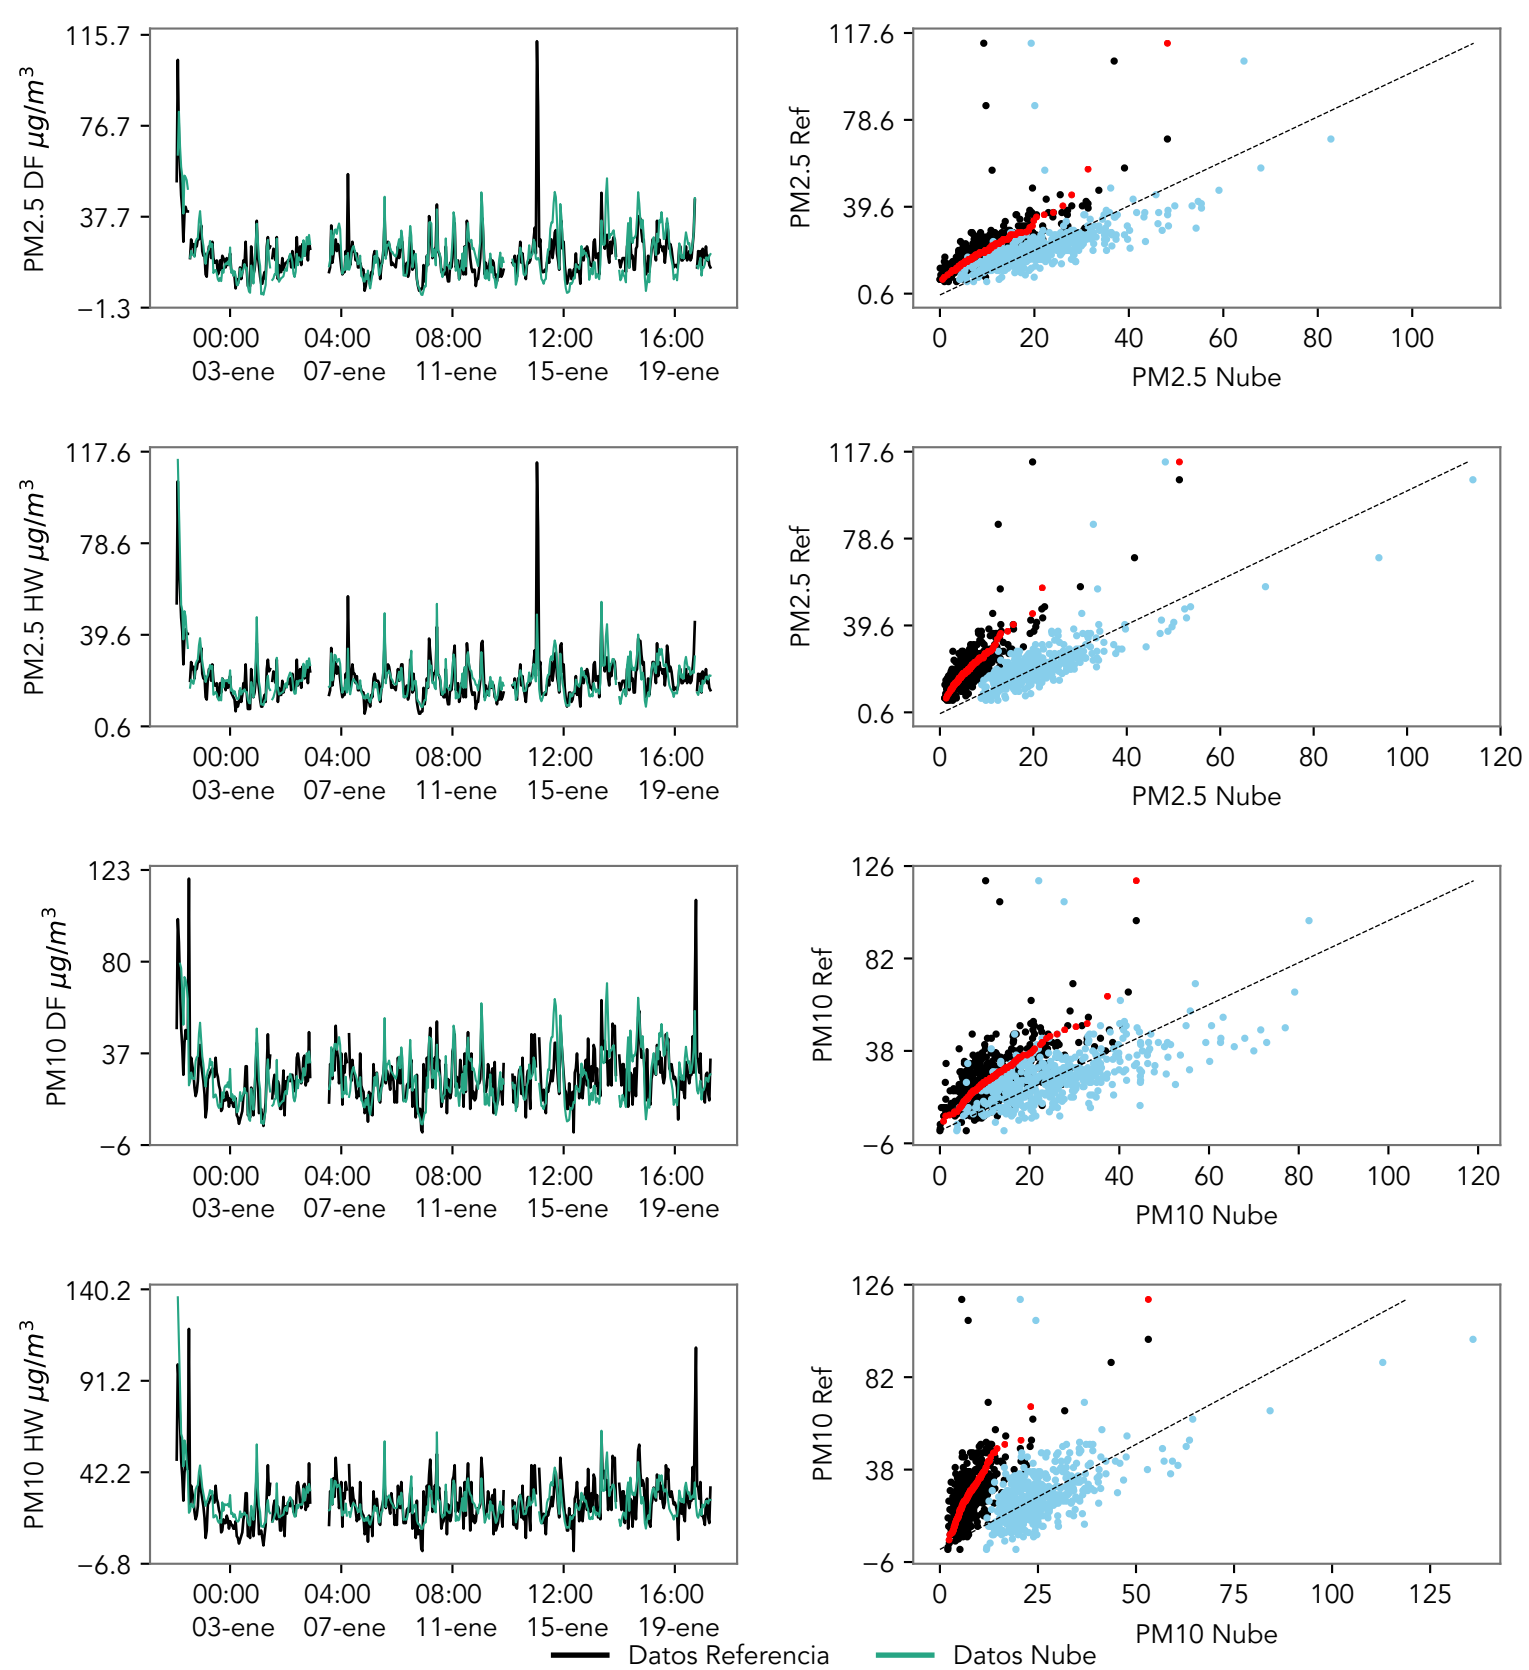 PM2.5 DF µg/m³
115.7
76.7
37.7
−1.3
00:00 04:00 08:00 12:00 16:00
03-ene 07-ene 11-ene 15-ene 19-ene
PM2.5 Ref
117.6
78.6
39.6
0.6
0 20 40 60 80 100
PM2.5 Nube
PM2.5 HW µg/m³
117.6
78.6
39.6
0.6
00:00 04:00 08:00 12:00 16:00
03-ene 07-ene 11-ene 15-ene 19-ene
PM2.5 Ref
117.6
78.6
39.6
0.6
0 20 40 60 80 100 120
PM2.5 Nube
PM10 DF µg/m³
123
80
37
−6
00:00 04:00 08:00 12:00 16:00
03-ene 07-ene 11-ene 15-ene 19-ene
PM10 Ref
126
82
38
−6
0 20 40 60 80 100 120
PM10 Nube
PM10 HW µg/m³
140.2
91.2
42.2
−6.8
00:00 04:00 08:00 12:00 16:00
03-ene 07-ene 11-ene 15-ene 19-ene
PM10 Ref
126
82
38
−6
0 25 50 75 100 125
PM10 Nube
Datos Referencia Datos Nube